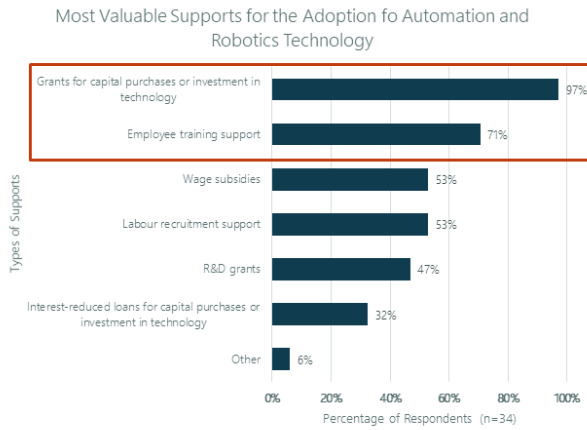 Most Valuable Supports for the Adoption fo Automation and
Robotics Technology
Types of Supports
Grants for capital purchases or investment in
technology
97%
Employee training support
71%
Wage subsidies
53%
Labour recruitment support
53%
R&D grants
47%
Interest-reduced loans for capital purchases or
investment in technology
32%
Other
6%
0% 20% 40% 60% 80% 100%
Percentage of Respondents (n=34)